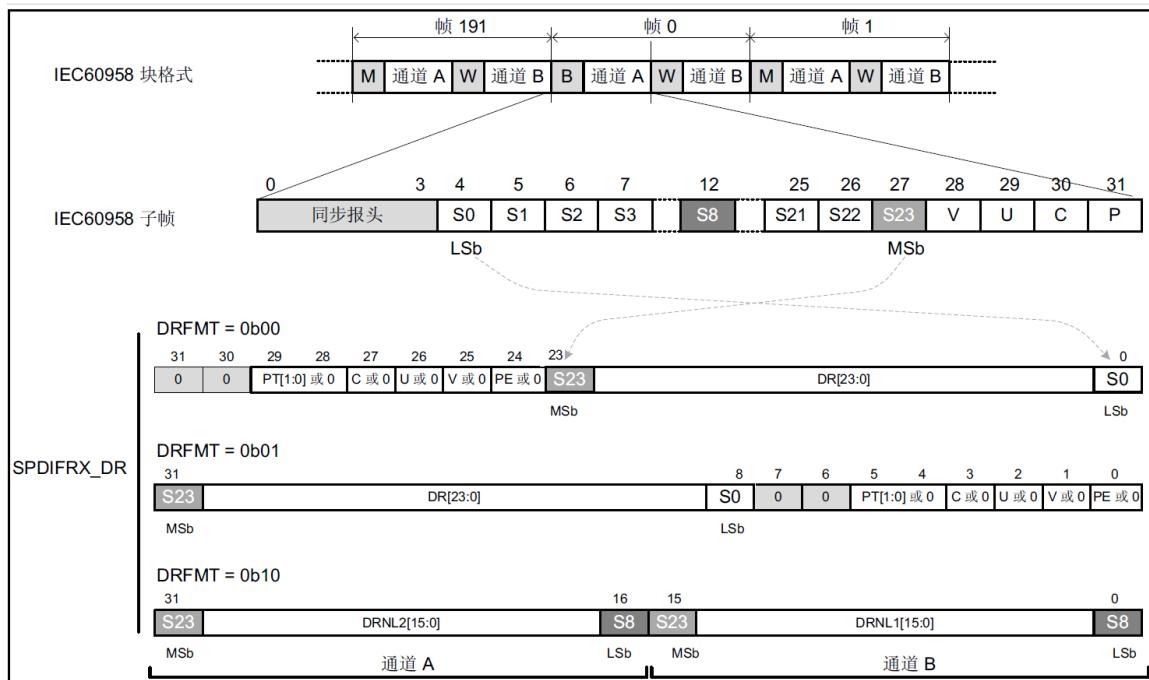 帧 191 帧 0 帧 1
IEC60958 块格式 M 通道 A W 通道 B B 通道 A W 通道 B M 通道 A W 通道 B
0 3 4 5 6 7 12 25 26 27 28 29 30 31
IEC60958 子帧 同步报头 S0 S1 S2 S3 S8 S21 S22 S23 V U C P
LSb MSb
DRFMT = 0b00
31 30 29 28 27 26 25 24 23 0
0 0 PT[1:0] 或 0 C 或 0 U 或 0 V 或 0 PE 或 0 S23 DR[23:0] S0
MSb LSb
SPDIFRX_DR
DRFMT = 0b01
31 8 7 6 5 4 3 2 1 0
S23 DR[23:0] S0 0 0 PT[1:0] 或 0 C 或 0 U 或 0 V 或 0 PE 或 0
MSb LSb
DRFMT = 0b10
31 16 15 0
S23 DRNL2[15:0] S8 S23 DRNL1[15:0] S8
MSb LSb MSb LSb
通道 A 通道 B